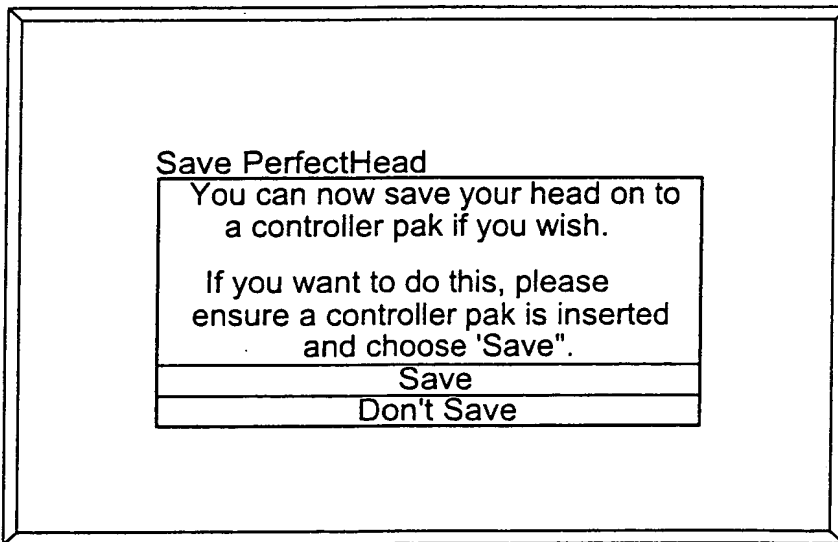 Save PerfectHead
You can now save your head on to
a controller pak if you wish.
If you want to do this, please
ensure a controller pak is inserted
and choose 'Save".
Save
Don't Save